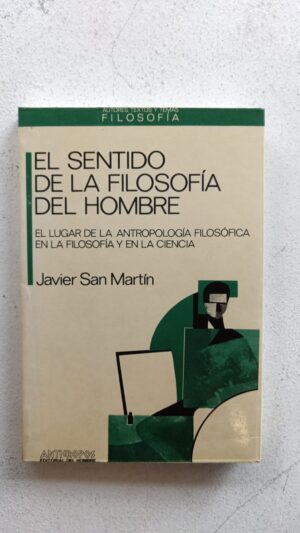 AUTORES, TEXTOS Y TEMAS
FILOSOFÍA
EL SENTIDO
DE LA FILOSOFÍA
DEL HOMBRE
EL LUGAR DE LA ANTROPOLOGÍA FILOSÓFICA
EN LA FILOSOFÍA Y EN LA CIENCIA
Javier San Martín
ANTHROPOS
EDITORIAL DEL HOMBRE